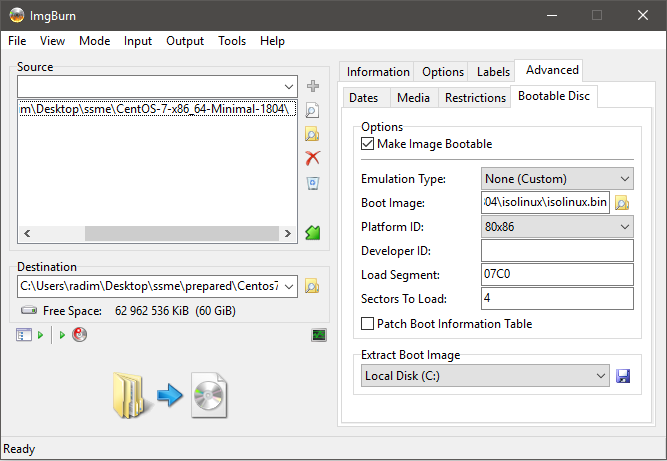 ImgBurn
File View Mode Input Output Tools Help
Source
m\Desktop\ssme\CentOS-7-x86_64-Minimal-1804\
Destination
C:\Users\radim\Desktop\ssme\prepared\Centos7
Free Space: 62 962 536 KiB (60 GiB)
Information Options Labels Advanced
Dates Media Restrictions Bootable Disc
Options
Make Image Bootable
Emulation Type: None (Custom)
Boot Image: 804\isolinux\isolinux.bin
Platform ID: 80x86
Developer ID:
Load Segment: 07C0
Sectors To Load: 4
Patch Boot Information Table
Extract Boot Image
Local Disk (C:)
Ready